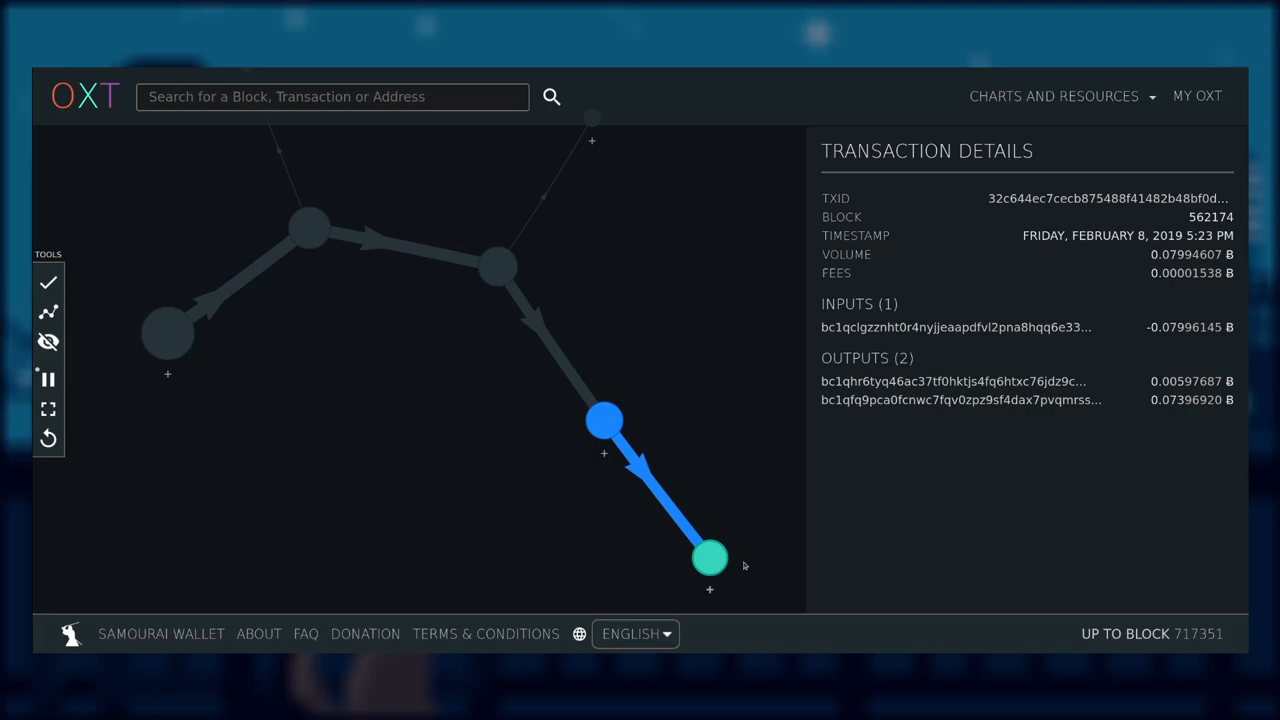 OXT
Search for a Block, Transaction or Address
CHARTS AND RESOURCES
MY OXT
TOOLS
+
+
+
+
TRANSACTION DETAILS
TXID 32c644ec7cecb875488f41482b48bf0d...
BLOCK 562174
TIMESTAMP FRIDAY, FEBRUARY 8, 2019 5:23 PM
VOLUME 0.07994607 Ƀ
FEES 0.00001538 Ƀ
INPUTS (1)
bc1qclgzznht0r4nyjjeaapdfvl2pna8hqq6e33... -0.07996145 Ƀ
OUTPUTS (2)
bc1qhr6tyq46ac37tf0hktjs4fq6htxc76jdz9c... 0.00597687 Ƀ
bc1qfq9pca0fcnwc7fqv0zpz9sf4dax7pvqmrss... 0.07396920 Ƀ
SAMOURAI WALLET ABOUT FAQ DONATION TERMS & CONDITIONS ENGLISH
UP TO BLOCK 717351